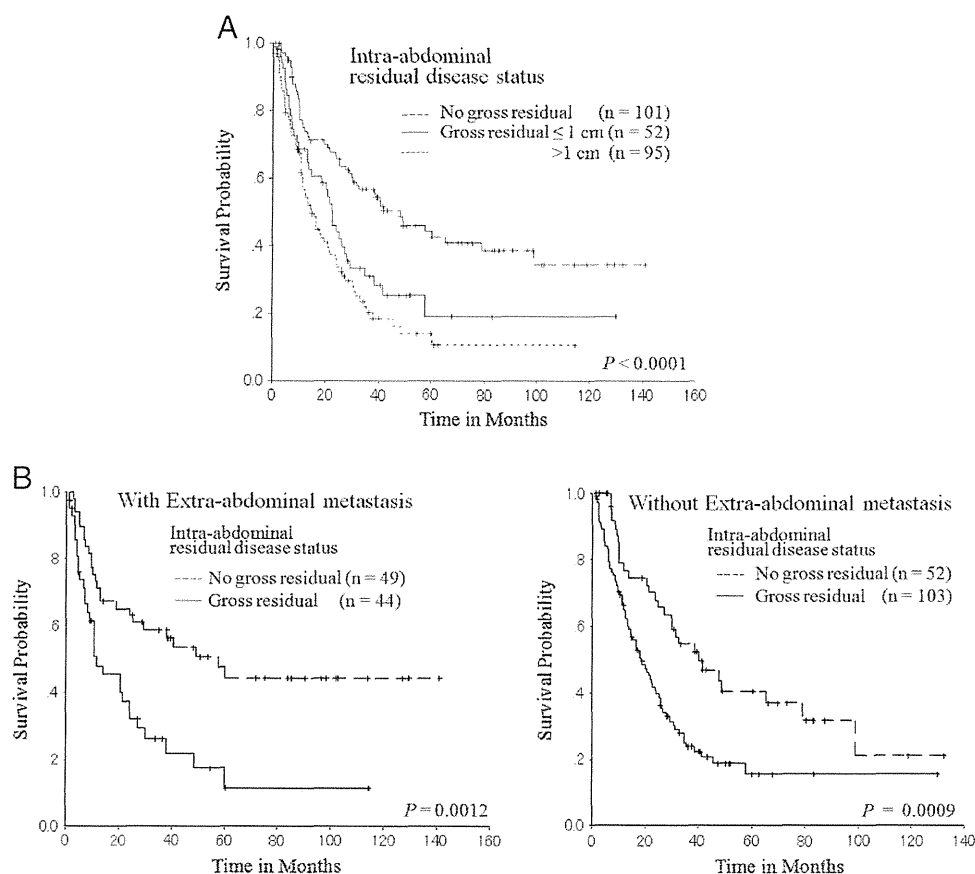 A
Intra-abdominal
residual disease status
No gross residual (n = 101)
Gross residual ≤ 1 cm (n = 52)
>1 cm (n = 95)
1.0
.8
.6
.4
.2
0.0
Survival Probability
P < 0.0001
0 20 40 60 80 100 120 140 160
Time in Months
B
With Extra-abdominal metastasis
Intra-abdominal
residual disease status
No gross residual (n = 49)
Gross residual (n = 44)
1.0
.8
.6
.4
.2
0.0
Survival Probability
P = 0.0012
0 20 40 60 80 100 120 140 160
Time in Months
Without Extra-abdominal metastasis
Intra-abdominal
residual disease status
No gross residual (n = 52)
Gross residual (n = 103)
1.0
.8
.6
.4
.2
0.0
Survival Probability
P = 0.0009
0 20 40 60 80 100 120 140
Time in Months